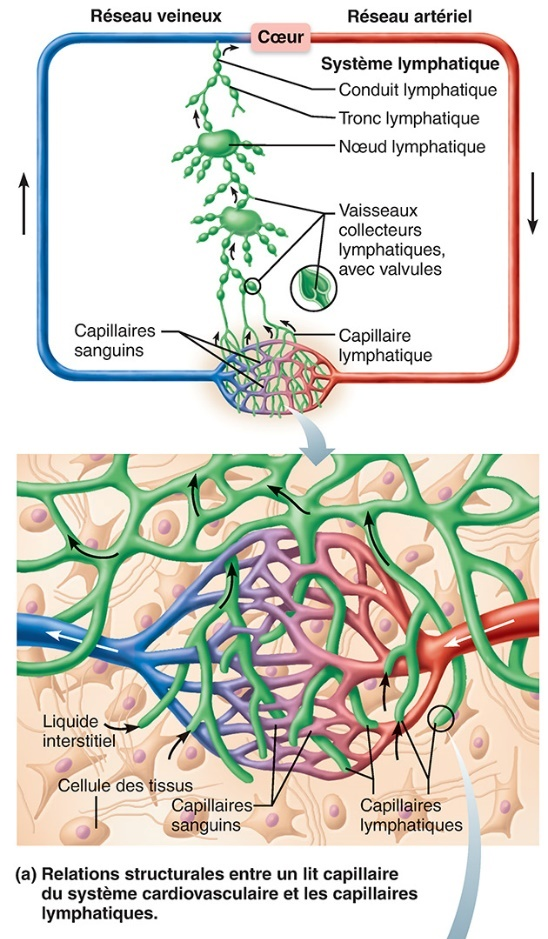 Réseau veineux
Cœur
Réseau artériel
Système lymphatique
Conduit lymphatique
Tronc lymphatique
Nœud lymphatique
Vaisseaux
collecteurs
lymphatiques,
avec valvules
Capillaires
sanguins
Capillaire
lymphatique
Liquide
interstitiel
Cellule des tissus
Capillaires
sanguins
Capillaires
lymphatiques
(a) Relations structurales entre un lit capillaire
du système cardiovasculaire et les capillaires
lymphatiques.